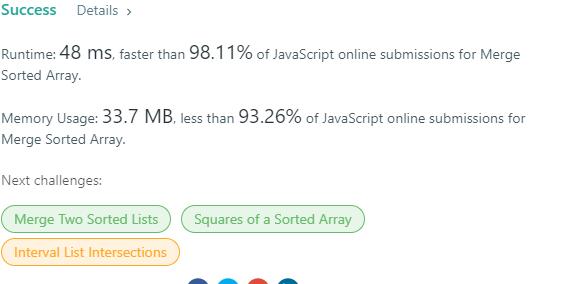 Success Details >
Runtime: 48 ms, faster than 98.11% of JavaScript online submissions for Merge
Sorted Array.
Memory Usage: 33.7 MB, less than 93.26% of JavaScript online submissions for
Merge Sorted Array.
Next challenges:
Merge Two Sorted Lists Squares of a Sorted Array
Interval List Intersections